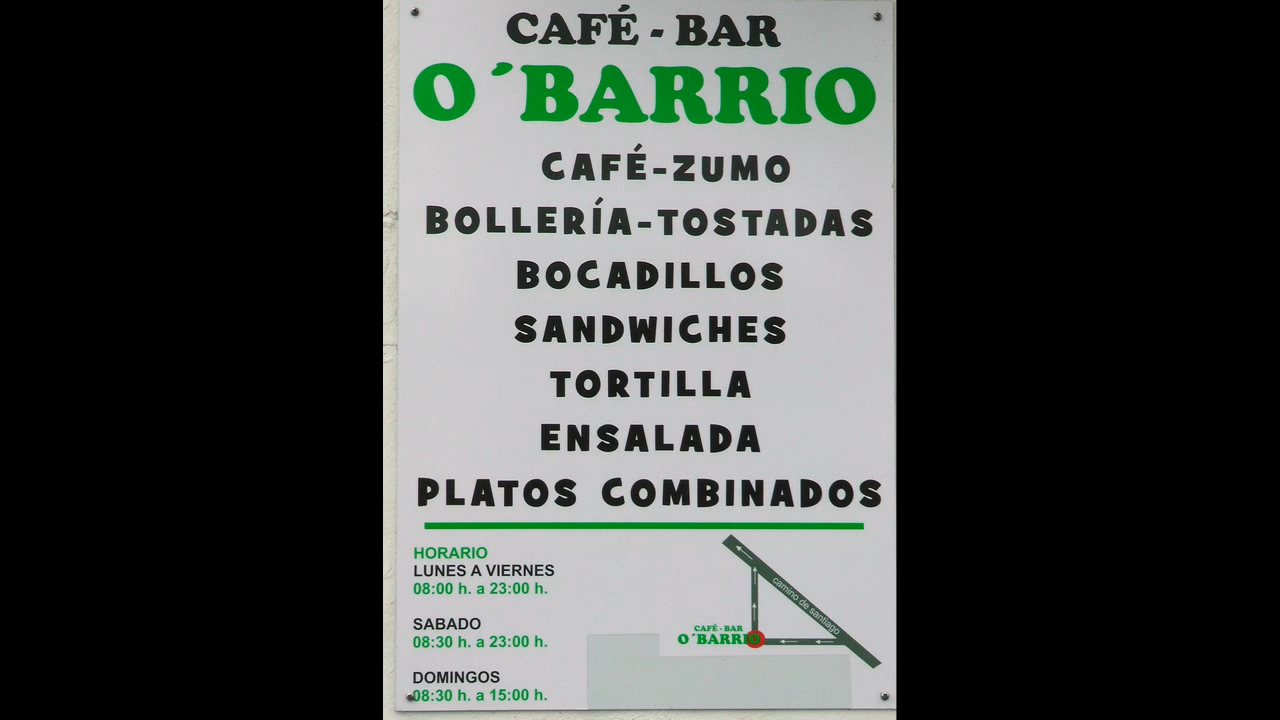 CAFÉ - BAR
O´BARRIO
CAFÉ-ZUMO
BOLLERÍA-TOSTADAS
BOCADILLOS
SANDWICHES
TORTILLA
ENSALADA
PLATOS COMBINADOS
HORARIO
LUNES A VIERNES
08:00 h. a 23:00 h.
SABADO
08:30 h. a 23:00 h.
DOMINGOS
08:30 h. a 15:00 h.
camino de santiago
CAFÉ - BAR
O´BARRIO